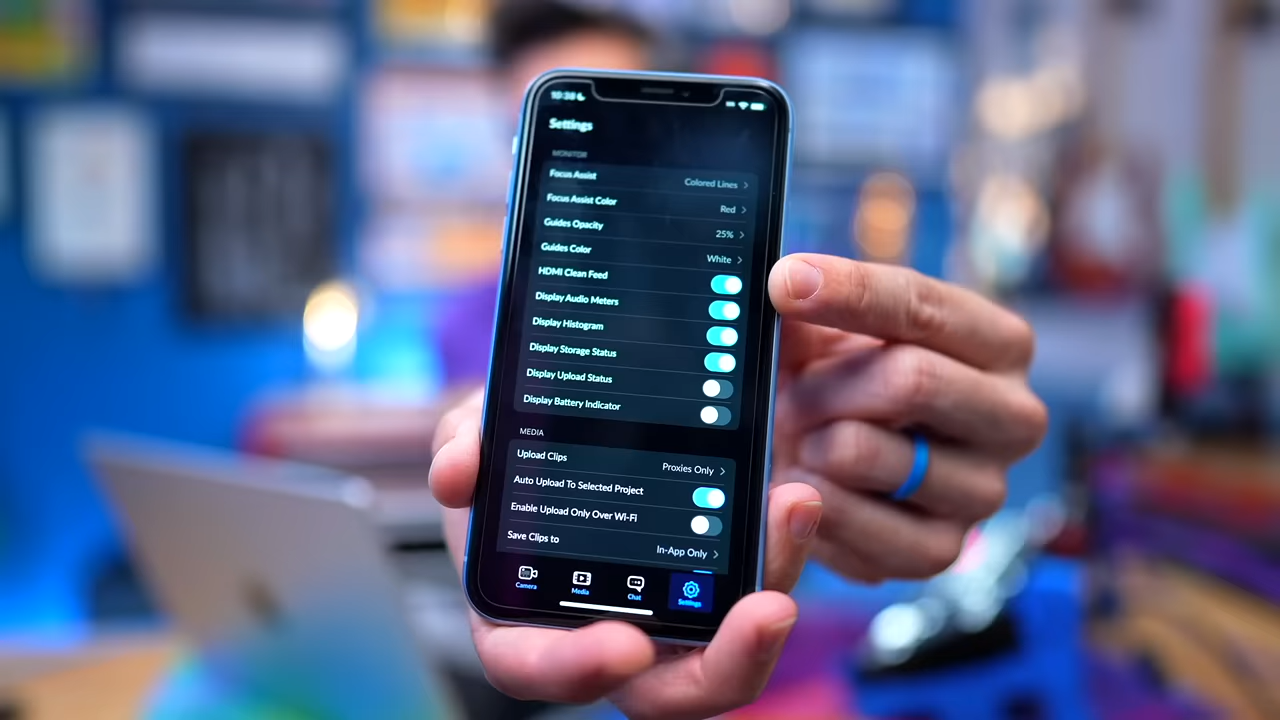 10:38
Settings
MONITOR
Focus Assist Colored Lines
Focus Assist Color Red
Guides Opacity 25%
Guides Color White
HDMI Clean Feed
Display Audio Meters
Display Histogram
Display Storage Status
Display Upload Status
Display Battery Indicator
MEDIA
Upload Clips Proxies Only
Auto Upload To Selected Project
Enable Upload Only Over Wi-Fi
Save Clips to In-App Only
Camera Media Chat Settings